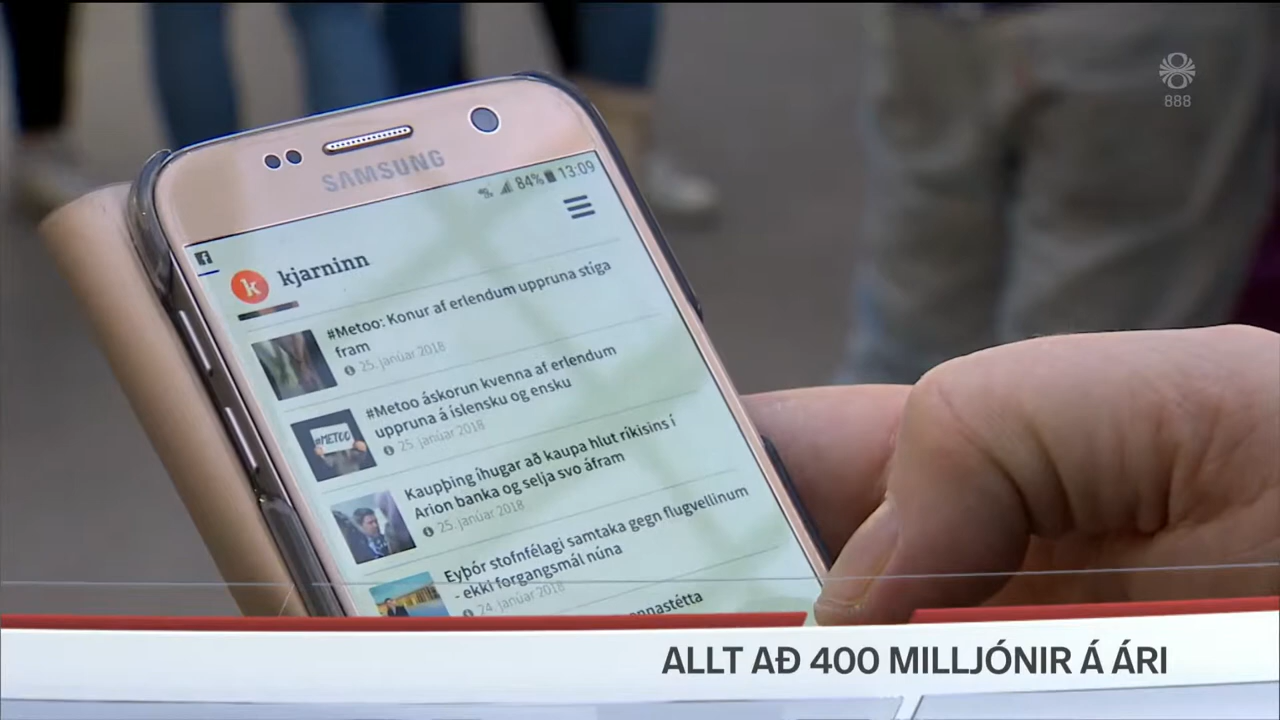 888
SAMSUNG
84% 13:09
kjarninn
#Metoo: Konur af erlendum uppruna stíga
fram
25. janúar 2018
#Metoo áskorun kvenna af erlendum
uppruna á íslensku og ensku
25. janúar 2018
#METOO
Kaupþing íhugar að kaupa hlut ríkisins í
Arion banka og selja svo áfram
25. janúar 2018
Eyþór stofnfélagi samtaka gegn flugvellinum
- ekki forgangsmál núna
24. janúar 2018
ALLT AÐ 400 MILLJÓNIR Á ÁRI